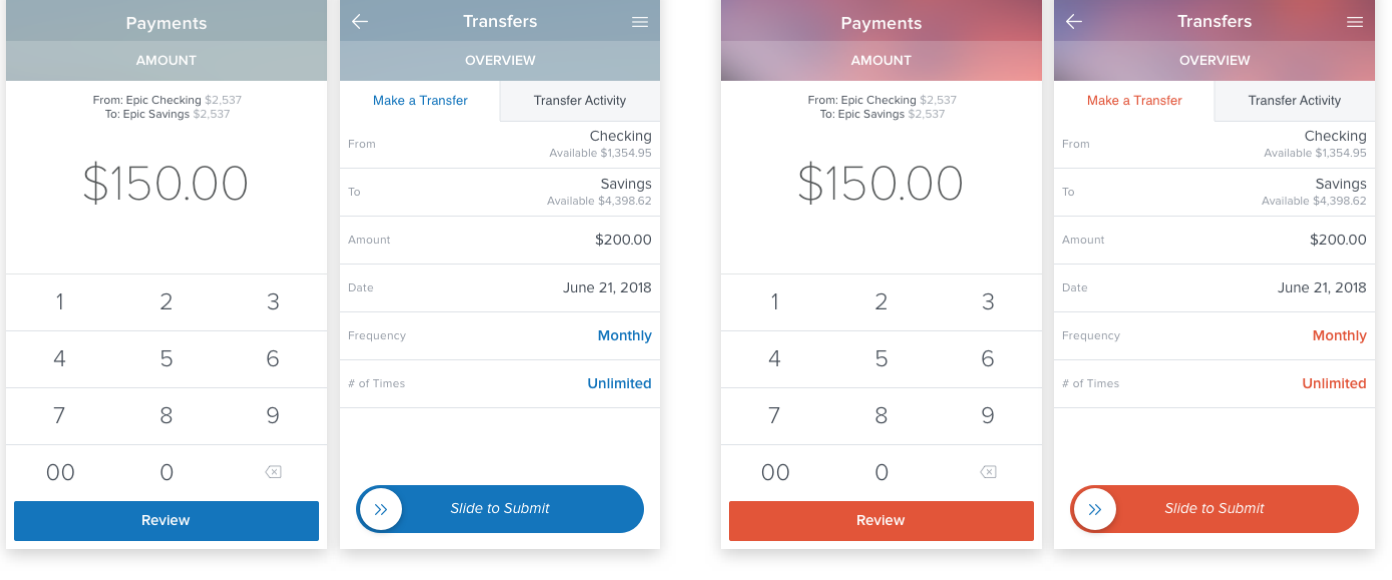 Payments
AMOUNT
From: Epic Checking $2,537
To: Epic Savings $2,537
$150.00
1 2 3
4 5 6
7 8 9
00 0
Review
Transfers
OVERVIEW
Make a Transfer Transfer Activity
From Checking
Available $1,354.95
To Savings
Available $4,398.62
Amount $200.00
Date June 21, 2018
Frequency Monthly
# of Times Unlimited
Slide to Submit
Payments
AMOUNT
From: Epic Checking $2,537
To: Epic Savings $2,537
$150.00
1 2 3
4 5 6
7 8 9
00 0
Review
Transfers
OVERVIEW
Make a Transfer Transfer Activity
From Checking
Available $1,354.95
To Savings
Available $4,398.62
Amount $200.00
Date June 21, 2018
Frequency Monthly
# of Times Unlimited
Slide to Submit